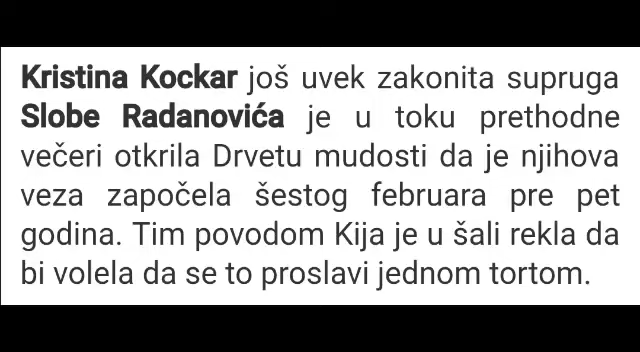 Kristina Kockar još uvek zakonita supruga
Slobe Radanovića je u toku prethodne
večeri otkrila Drvetu mudosti da je njihova
veza započela šestog februara pre pet
godina. Tim povodom Kija je u šali rekla da
bi volela da se to proslavi jednom tortom.